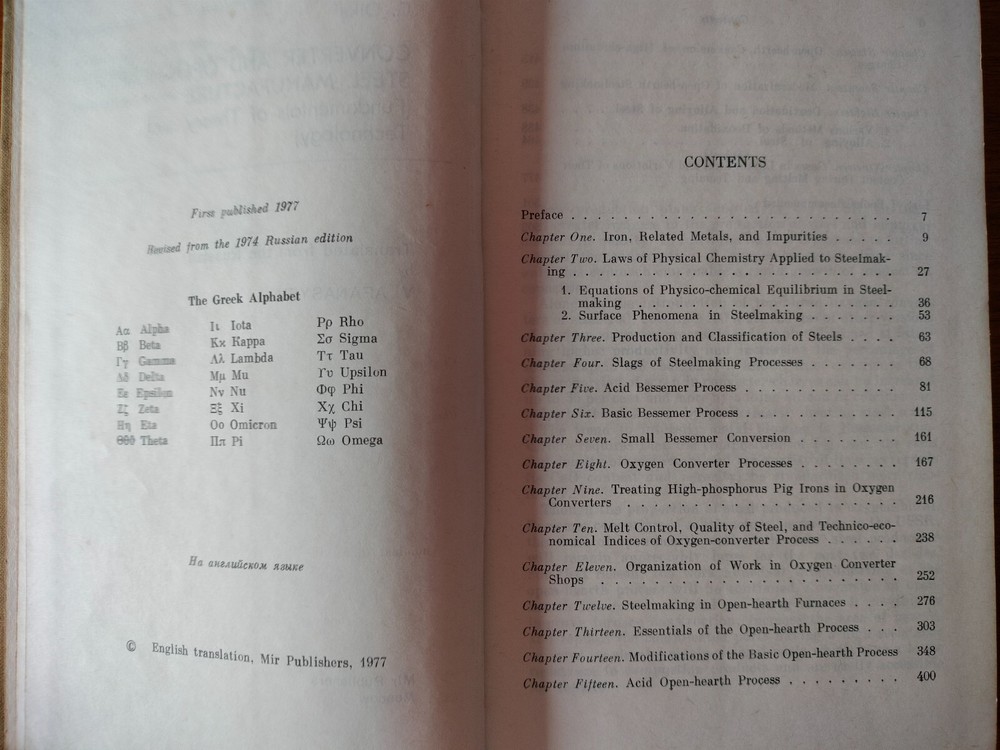 First published 1977
Revised from the 1974 Russian edition
The Greek Alphabet
Αα Alpha
Ββ Beta
Γγ Gamma
Δδ Delta
Εε Epsilon
Ζζ Zeta
Ηη Eta
Θθϑ Theta
Ιι Iota
Κϰ Kappa
Λλ Lambda
Μμ Mu
Νν Nu
Ξξ Xi
Οο Omicron
Ππ Pi
Ρρ Rho
Σσ Sigma
Ττ Tau
ϒυ Upsilon
Φφ Phi
Χχ Chi
Ψψ Psi
Ωω Omega
На английском языке
© English translation, Mir Publishers, 1977
CONTENTS
Preface . . . . . . . . . . . . . . . . . . . . . . . . 7
Chapter One. Iron, Related Metals, and Impurities . . . . . 9
Chapter Two. Laws of Physical Chemistry Applied to Steelmak-
ing . . . . . . . . . . . . . . . . . . . . . . . . 27
1. Equations of Physico-chemical Equilibrium in Steel-
making . . . . . . . . . . . . . . . . . . . 36
2. Surface Phenomena in Steelmaking . . . . . . . 53
Chapter Three. Production and Classification of Steels . . . . 63
Chapter Four. Slags of Steelmaking Processes . . . . . . . 68
Chapter Five. Acid Bessemer Process . . . . . . . . . . . . 81
Chapter Six. Basic Bessemer Process . . . . . . . . . . . . 115
Chapter Seven. Small Bessemer Conversion . . . . . . . . 161
Chapter Eight. Oxygen Converter Processes . . . . . . . . 167
Chapter Nine. Treating High-phosphorus Pig Irons in Oxygen
Converters . . . . . . . . . . . . . . . . . . . . 216
Chapter Ten. Melt Control, Quality of Steel, and Technico-eco-
nomical Indices of Oxygen-converter Process . . . . . . 238
Chapter Eleven. Organization of Work in Oxygen Converter
Shops . . . . . . . . . . . . . . . . . . . . . . 252
Chapter Twelve. Steelmaking in Open-hearth Furnaces . . . . 276
Chapter Thirteen. Essentials of the Open-hearth Process . . . 303
Chapter Fourteen. Modifications of the Basic Open-hearth Process 348
Chapter Fifteen. Acid Open-hearth Process . . . . . . . . . 400